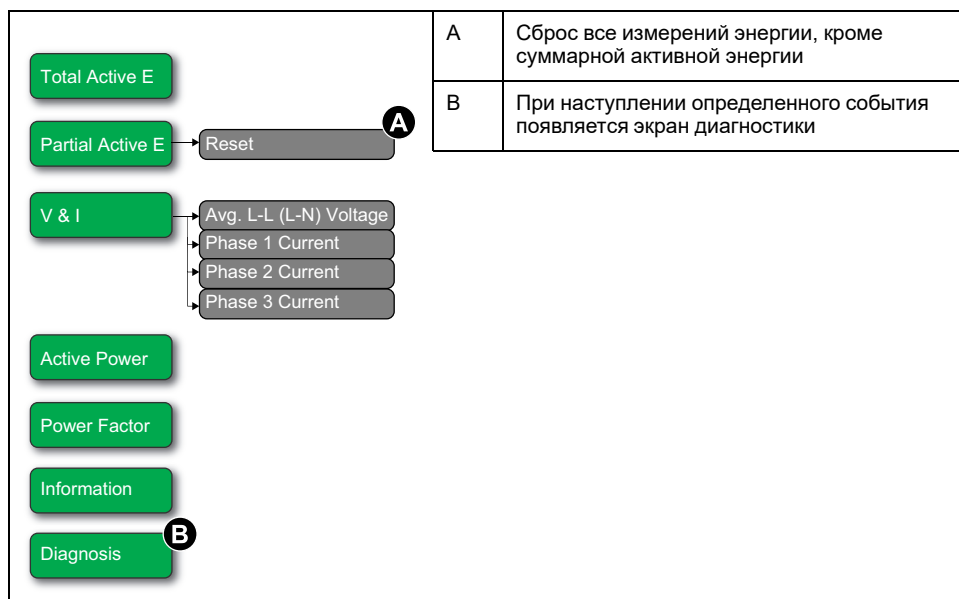 Total Active E
Partial Active E
Reset
A
V & I
Avg. L-L (L-N) Voltage
Phase 1 Current
Phase 2 Current
Phase 3 Current
Active Power
Power Factor
Information
Diagnosis
B
A
Сброс все измерений энергии, кроме
суммарной активной энергии
B
При наступлении определенного события
появляется экран диагностики